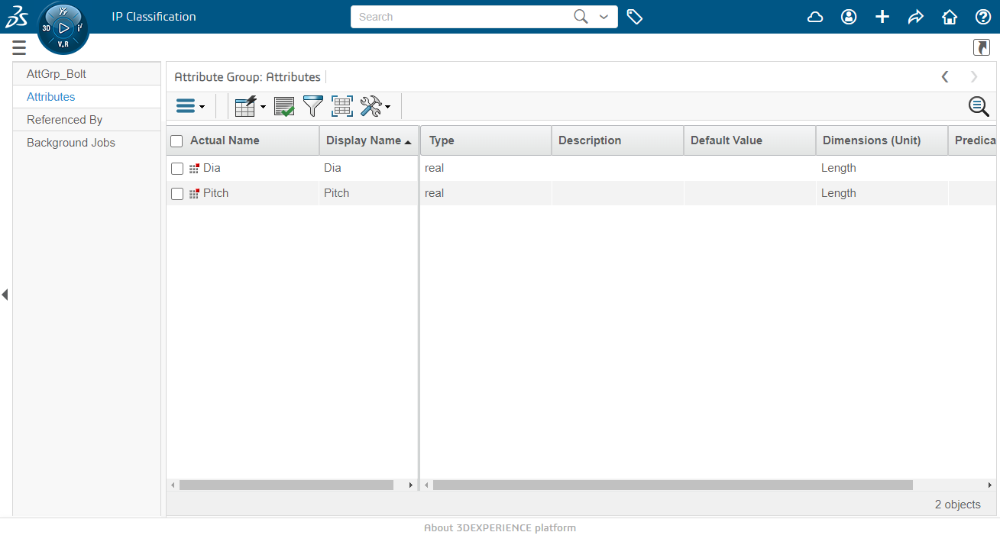 3D
V.R
IP Classification
Search
AttGrp_Bolt
Attributes
Referenced By
Background Jobs
Attribute Group: Attributes
Actual Name Display Name Type Description Default Value Dimensions (Unit) Predica
Dia Dia real Length
Pitch Pitch real Length
2 objects
About 3DEXPERIENCE platform